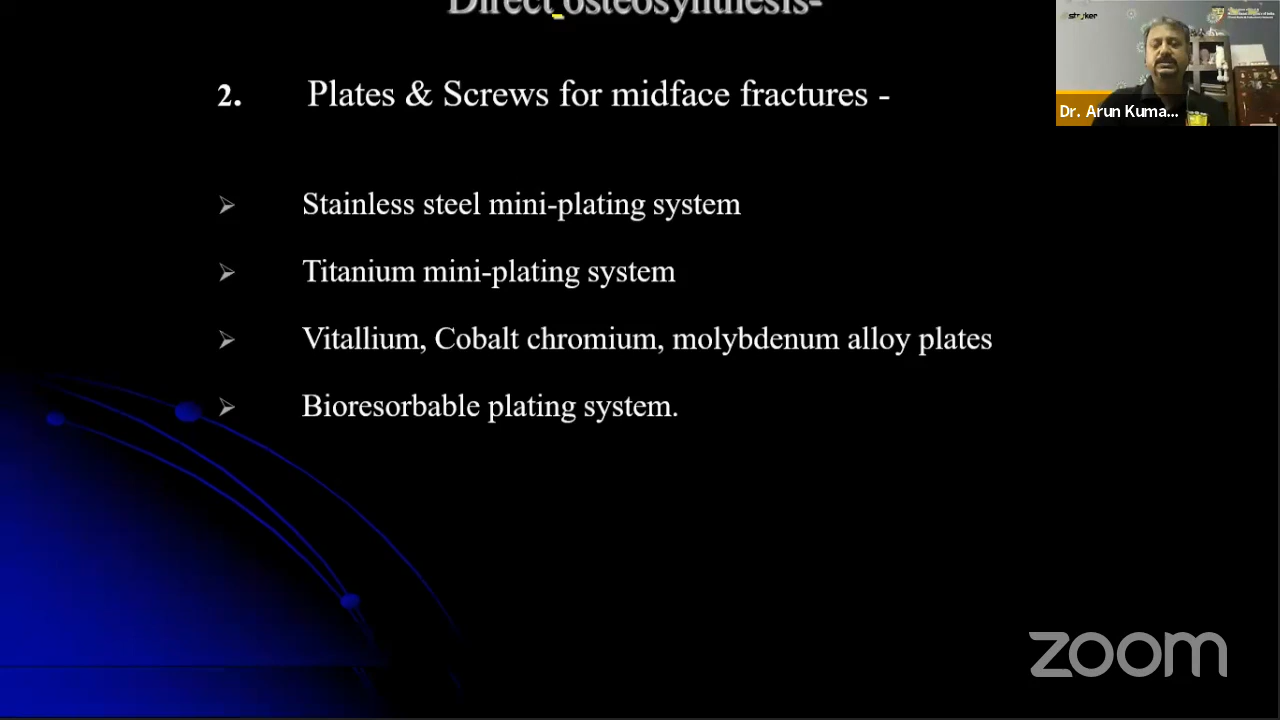 Direct osteosynthesis-
2. Plates & Screws for midface fractures -
stryker
Dr. Arun Kuma...
➢ Stainless steel mini-plating system
➢ Titanium mini-plating system
➢ Vitallium, Cobalt chromium, molybdenum alloy plates
➢ Bioresorbable plating system.
zoom